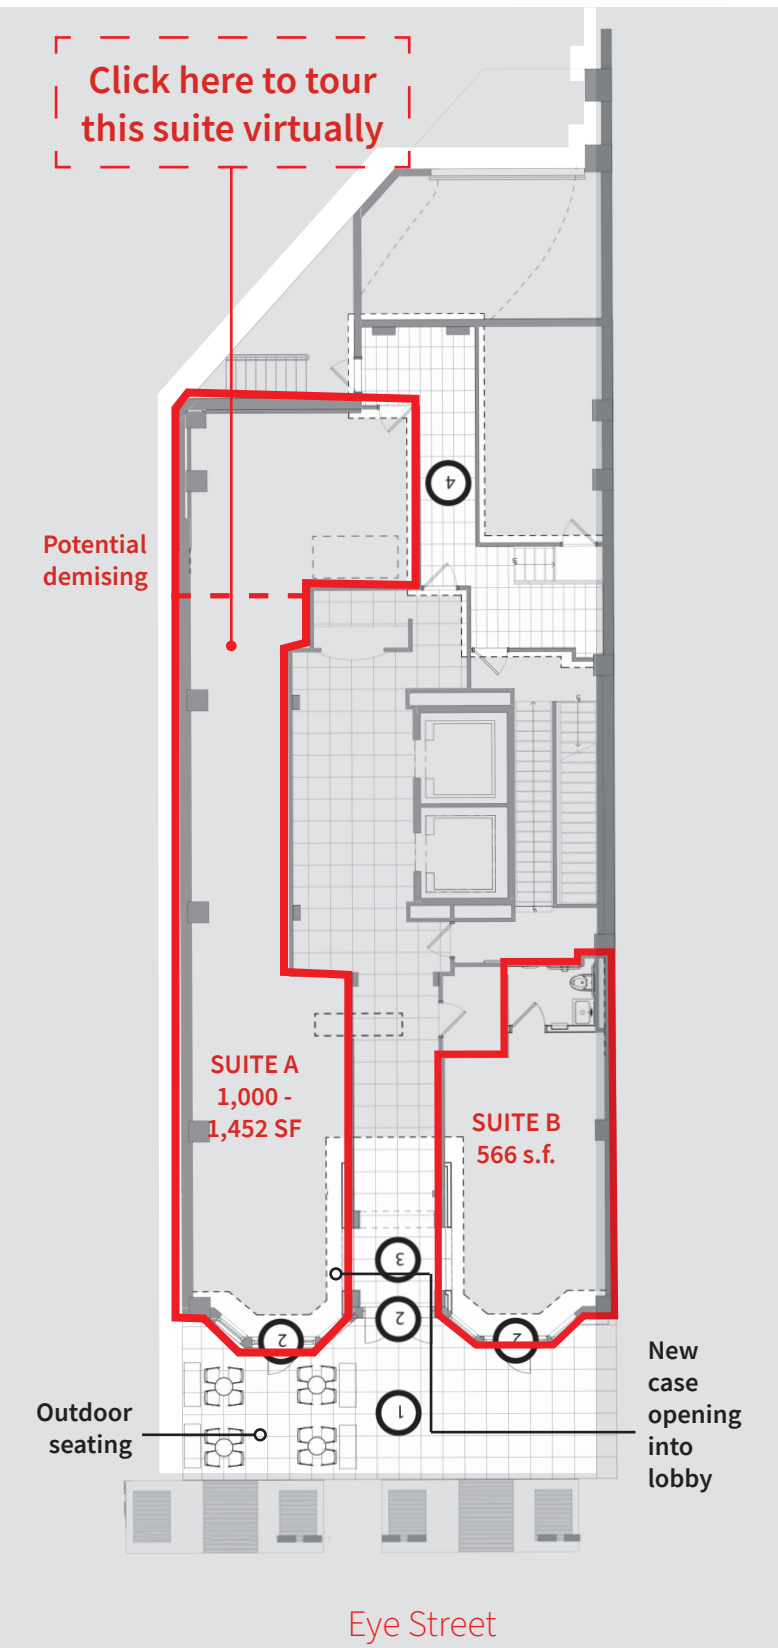 Click here to tour
this suite virtually
4
Potential
demising
SUITE A
1,000 -
1,452 SF
SUITE B
566 s.f.
3
2
2
2
1
Outdoor
seating
New
case
opening
into
lobby
Eye Street